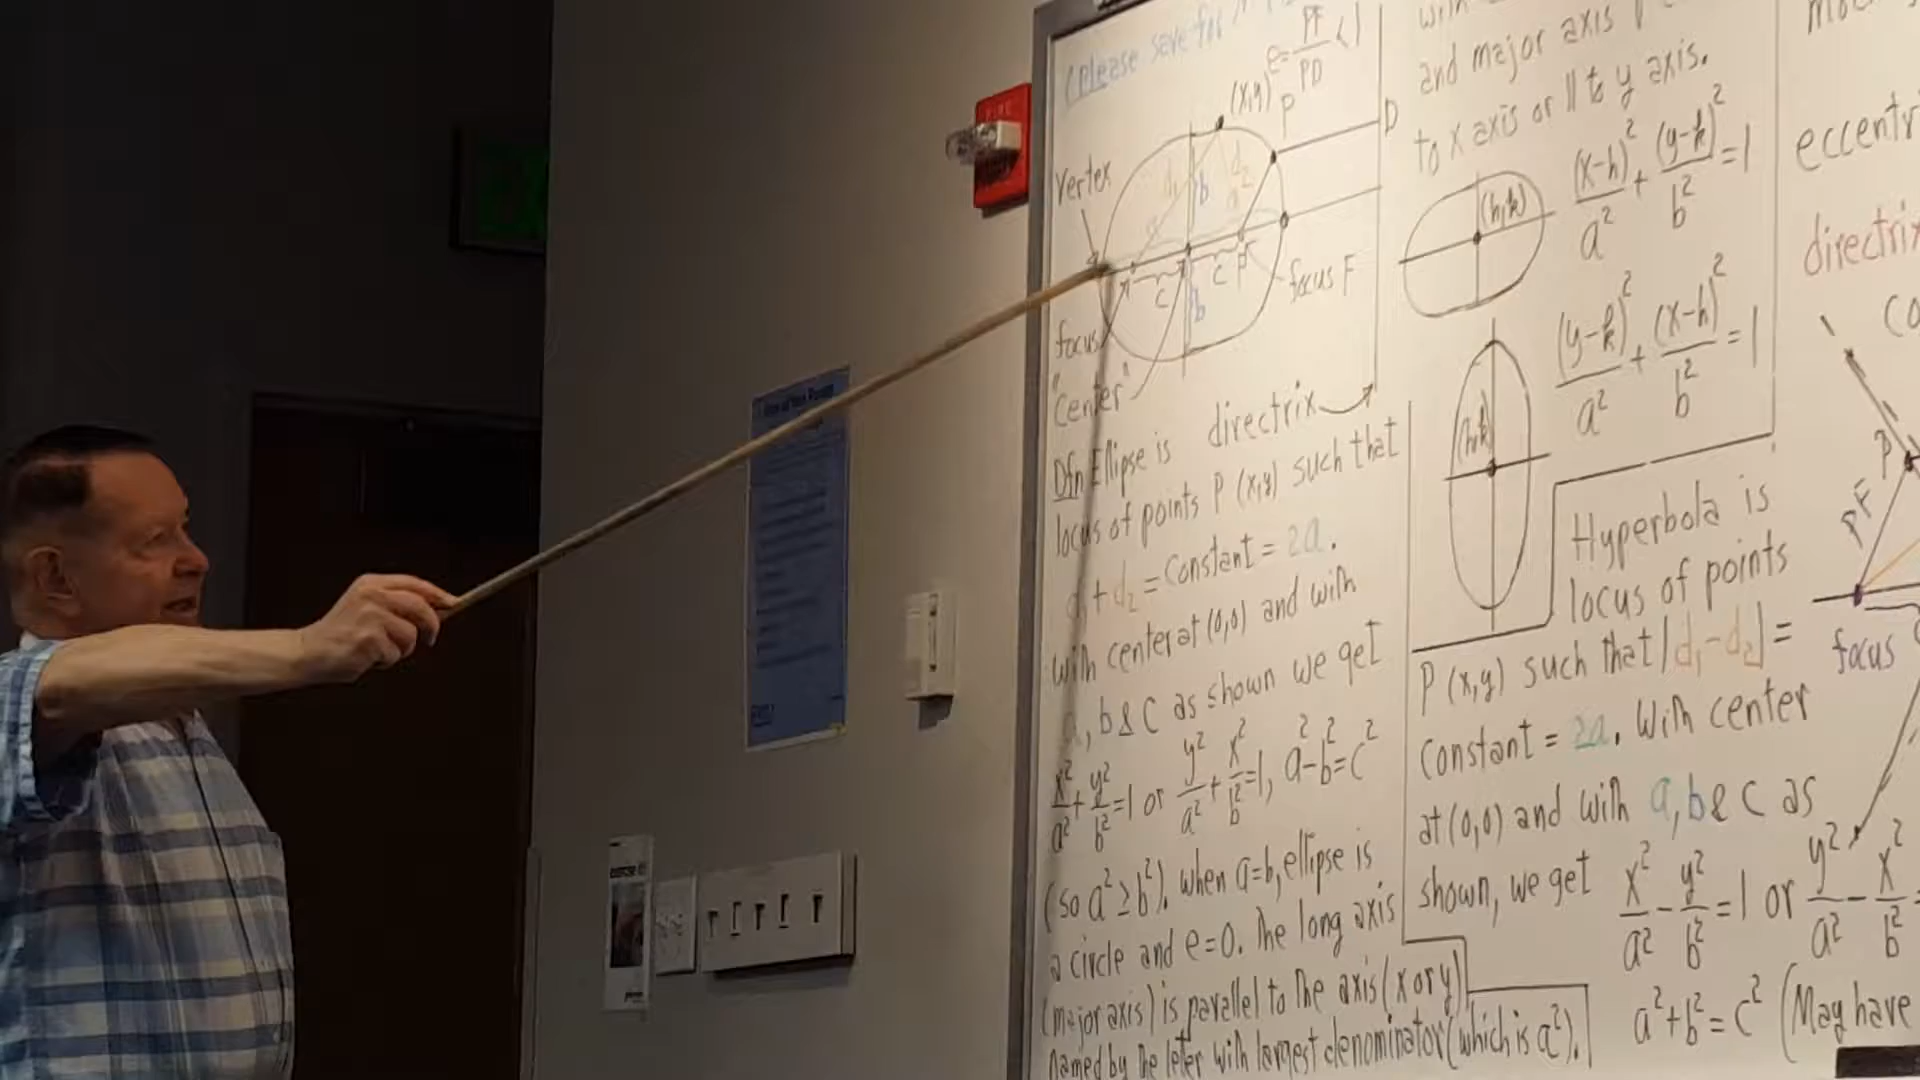 (please save for
e= PF/PD <1
(x,y)
P
D
Vertex
d1
d2
a
b
c
c
F
b
focus F
focus
"center"
directrix
Dfn Ellipse is
locus of points P (x,y) such that
d1+d2 = constant = 2a.
with center at (0,0) and with
a, b & c as shown we get
x²/a² + y²/b² =1 or y²/a² + x²/b² =1, a²-b²=c²
(so a² ≥ b²). when a=b, ellipse is
a circle and e=0. The long axis
(major axis) is parallel to the axis (x or y)
named by the leter with largest denominator (which is a²).
with
and major axis
to x axis or || to y axis.
(h,k)
(x-h)²/a² + (y-k)²/b² =1
(h,k)
(y-k)²/a² + (x-h)²/b² =1
Hyperbola is
locus of points
P (x,y) such that |d1-d2| =
constant = 2a. With center
at (0,0) and with a, b & c as
shown, we get x²/a² - y²/b² =1 or y²/a² - x²/b² =
a²+b² = c² (May have
eccentr
directrix
co
P
PF
focus